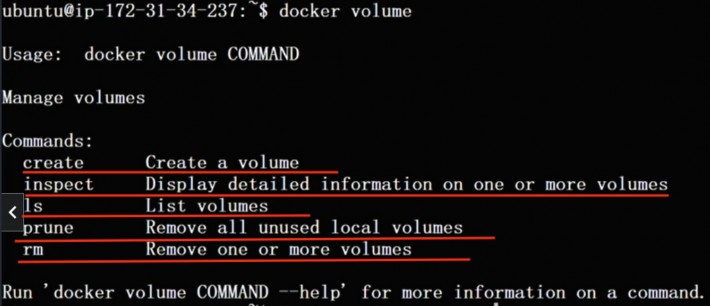 ubuntu@ip-172-31-34-237:~$ docker volume
Usage:  docker volume COMMAND
Manage volumes
Commands:
create      Create a volume
inspect     Display detailed information on one or more volumes
ls          List volumes
prune       Remove all unused local volumes
rm          Remove one or more volumes
Run 'docker volume COMMAND --help' for more information on a command.